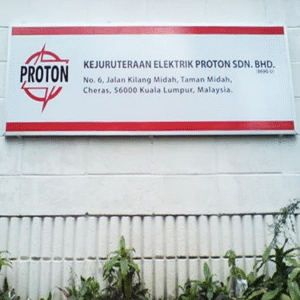 PROTON
KEJURUTERAAN ELEKTRIK PROTON SDN. BHD.
No. 6, Jalan Kilang Midah, Taman Midah,
Cheras, 56000 Kuala Lumpur, Malaysia.